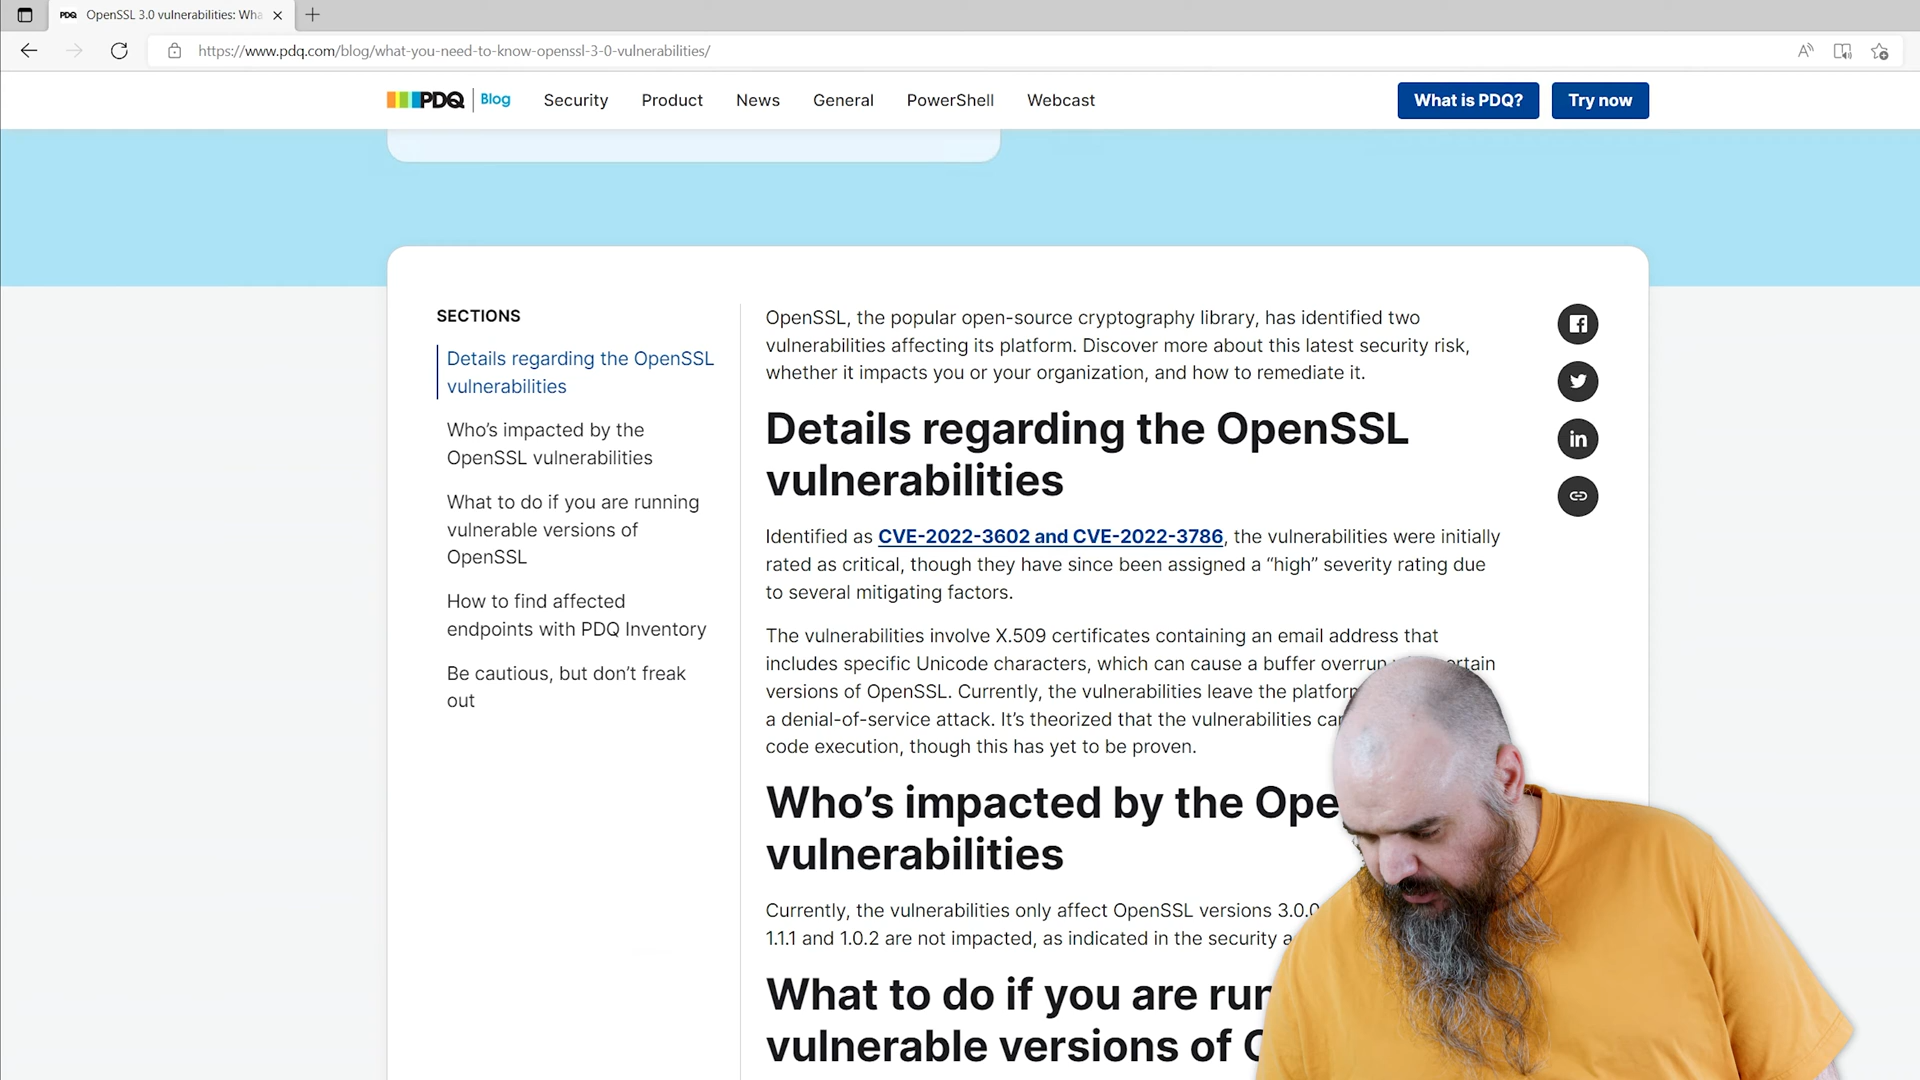 PDQ OpenSSL 3.0 vulnerabilities: Wha
https://www.pdq.com/blog/what-you-need-to-know-openssl-3-0-vulnerabilities/
PDQ Blog Security Product News General PowerShell Webcast What is PDQ? Try now
SECTIONS
Details regarding the OpenSSL
vulnerabilities
Who’s impacted by the
OpenSSL vulnerabilities
What to do if you are running
vulnerable versions of
OpenSSL
How to find affected
endpoints with PDQ Inventory
Be cautious, but don’t freak
out
OpenSSL, the popular open-source cryptography library, has identified two
vulnerabilities affecting its platform. Discover more about this latest security risk,
whether it impacts you or your organization, and how to remediate it.
Details regarding the OpenSSL
vulnerabilities
Identified as CVE-2022-3602 and CVE-2022-3786, the vulnerabilities were initially
rated as critical, though they have since been assigned a “high” severity rating due
to several mitigating factors.
The vulnerabilities involve X.509 certificates containing an email address that
includes specific Unicode characters, which can cause a buffer overrun
versions of OpenSSL. Currently, the vulnerabilities leave the
a denial-of-service attack. It’s theorized that the vulnerabilities
code execution, though this has yet to be proven.
Who’s impacted by the
vulnerabilities
Currently, the vulnerabilities only affect OpenSSL versions 3.0.0
1.1.1 and 1.0.2 are not impacted, as indicated in the security
What to do if you are
vulnerable versions of